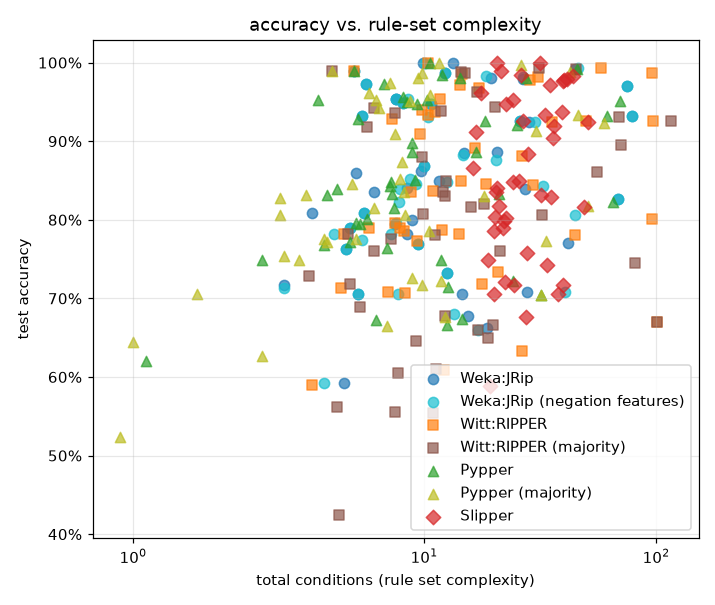 accuracy vs. rule-set complexity
100%
90%
80%
70%
60%
50%
40%
test accuracy
Weka:JRip
Weka:JRip (negation features)
Witt:RIPPER
Witt:RIPPER (majority)
Pypper
Pypper (majority)
Slipper
10⁰
10¹
10²
total conditions (rule set complexity)